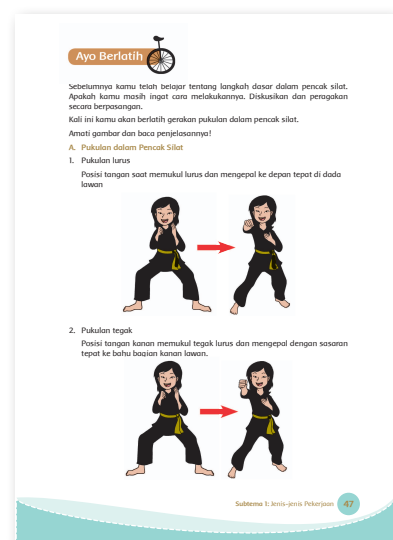 Ayo Berlatih
Sebelumnya kamu telah belajar tentang langkah dasar dalam pencak silat.
Apakah kamu masih ingat cara melakukannya. Diskusikan dan peragakan
secara berpasangan.
Kali ini kamu akan berlatih gerakan pukulan dalam pencak silat.
Amati gambar dan baca penjelasannya!
A. Pukulan dalam Pencak Silat
1. Pukulan lurus
Posisi tangan saat memukul lurus dan mengepal ke depan tepat di dada
lawan
2. Pukulan tegak
Posisi tangan kanan memukul tegak lurus dan mengepal dengan sasaran
tepat ke bahu bagian kanan lawan.
Subtema 1: Jenis-jenis Pekerjaan 47